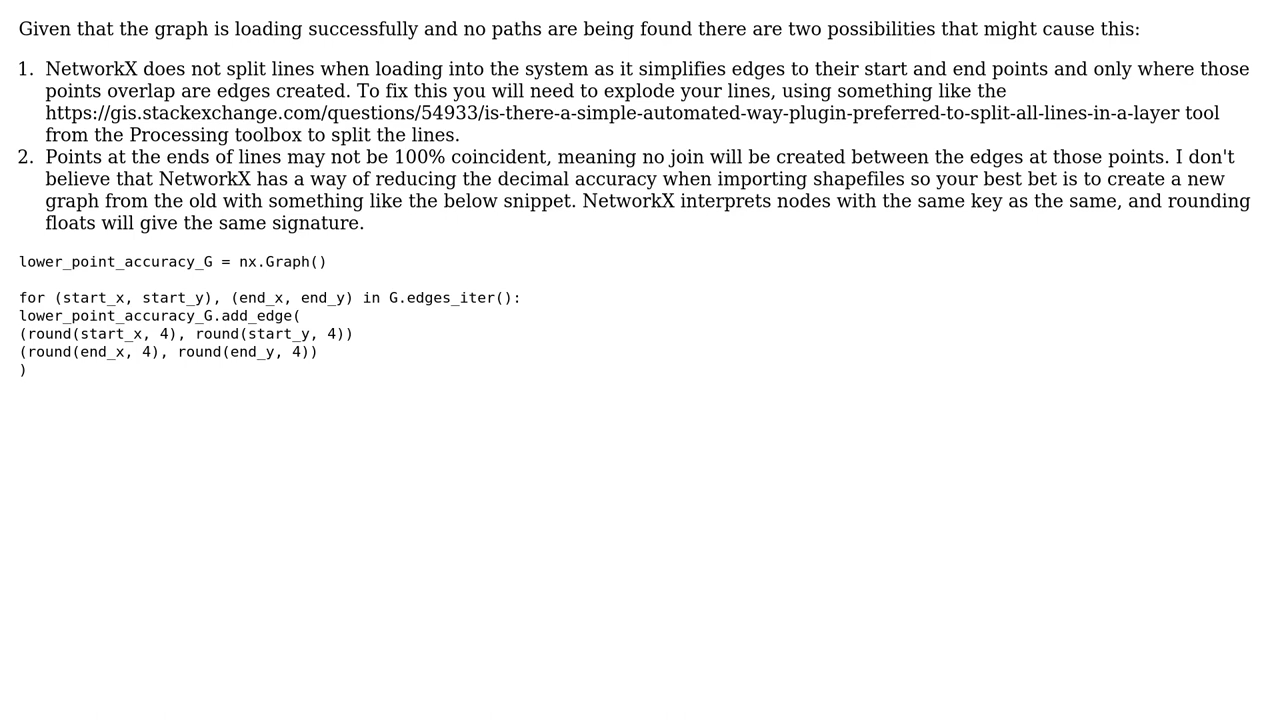 Given that the graph is loading successfully and no paths are being found there are two possibilities that might cause this:
1. NetworkX does not split lines when loading into the system as it simplifies edges to their start and end points and only where those
points overlap are edges created. To fix this you will need to explode your lines, using something like the
https://gis.stackexchange.com/questions/54933/is-there-a-simple-automated-way-plugin-preferred-to-split-all-lines-in-a-layer tool
from the Processing toolbox to split the lines.
2. Points at the ends of lines may not be 100% coincident, meaning no join will be created between the edges at those points. I don't
believe that NetworkX has a way of reducing the decimal accuracy when importing shapefiles so your best bet is to create a new
graph from the old with something like the below snippet. NetworkX interprets nodes with the same key as the same, and rounding
floats will give the same signature.
lower_point_accuracy_G = nx.Graph()
for (start_x, start_y), (end_x, end_y) in G.edges_iter():
lower_point_accuracy_G.add_edge(
(round(start_x, 4), round(start_y, 4))
(round(end_x, 4), round(end_y, 4))
)